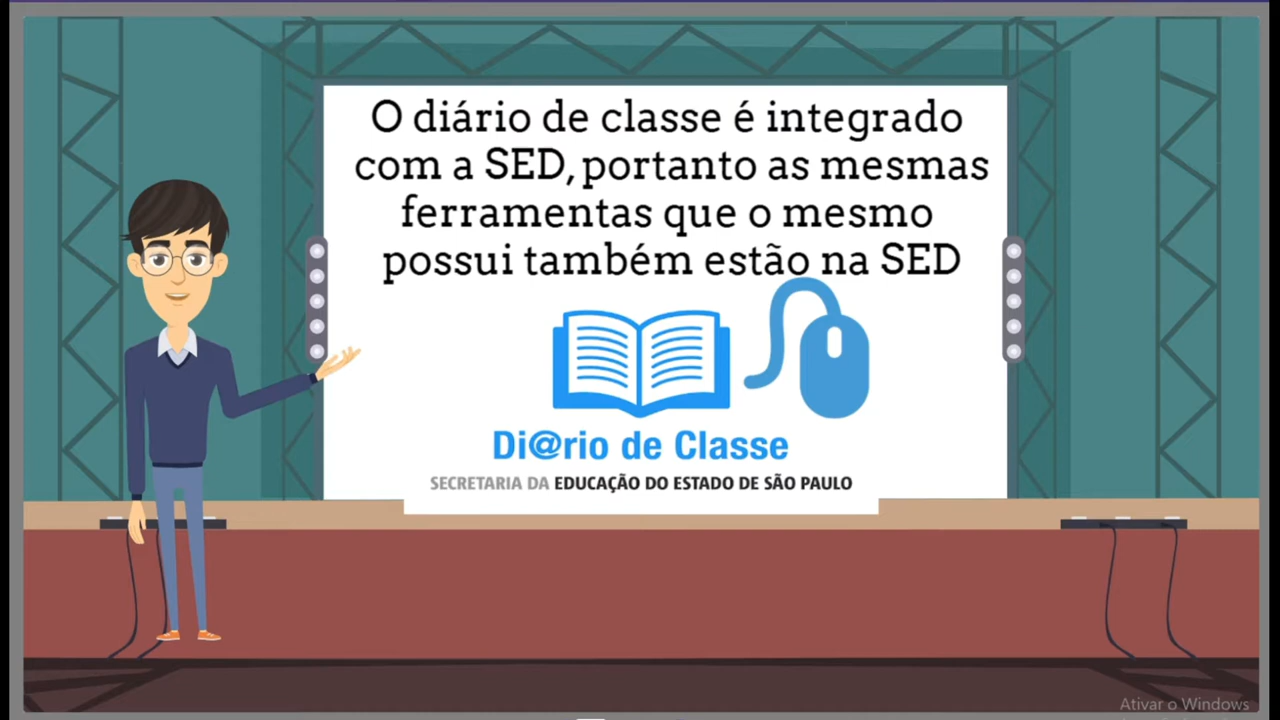 O diário de classe é integrado
com a SED, portanto as mesmas
ferramentas que o mesmo
possui também estão na SED
Di@rio de Classe
SECRETARIA DA EDUCAÇÃO DO ESTADO DE SÃO PAULO
Ativar o Windows